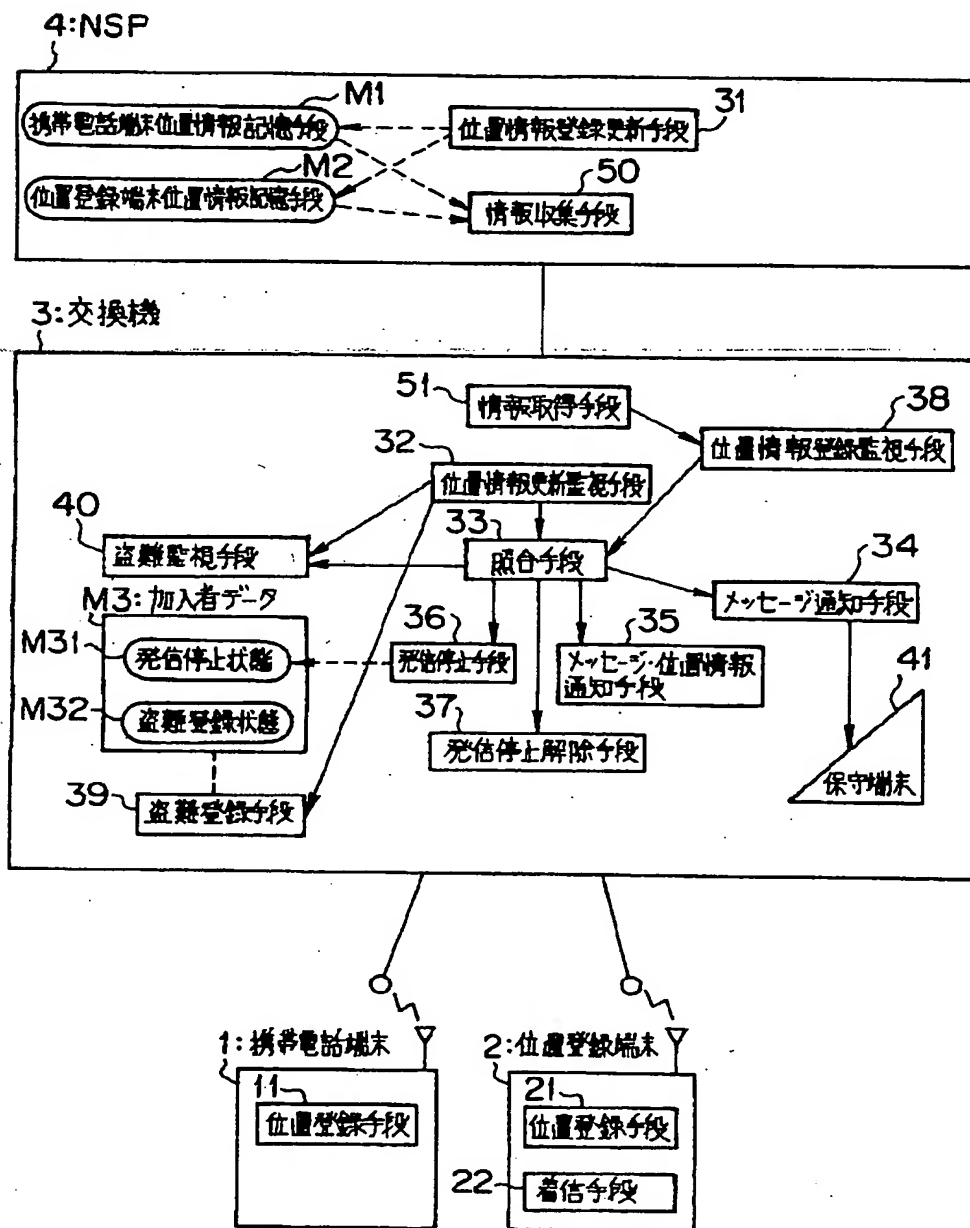 4:NSP
M1
携帯電話端末位置情報記憶手段
31
位置情報登録更新手段
M2
位置登録端末位置情報記憶手段
50
情報収集手段
3:交換機
51
情報取得手段
38
位置情報登録監視手段
32
位置情報更新監視手段
40
盗難監視手段
33
照合手段
34
メッセージ通知手段
M3:加入者データ
M31
発信停止状態
36
発信停止手段
35
メッセージ・位置情報
通知手段
41
M32
盗難登録状態
37
発信停止解除手段
保守端末
39
盗難登録手段
1:携帯電話端末
2:位置登録端末
11
位置登録手段
21
位置登録手段
22
着信手段